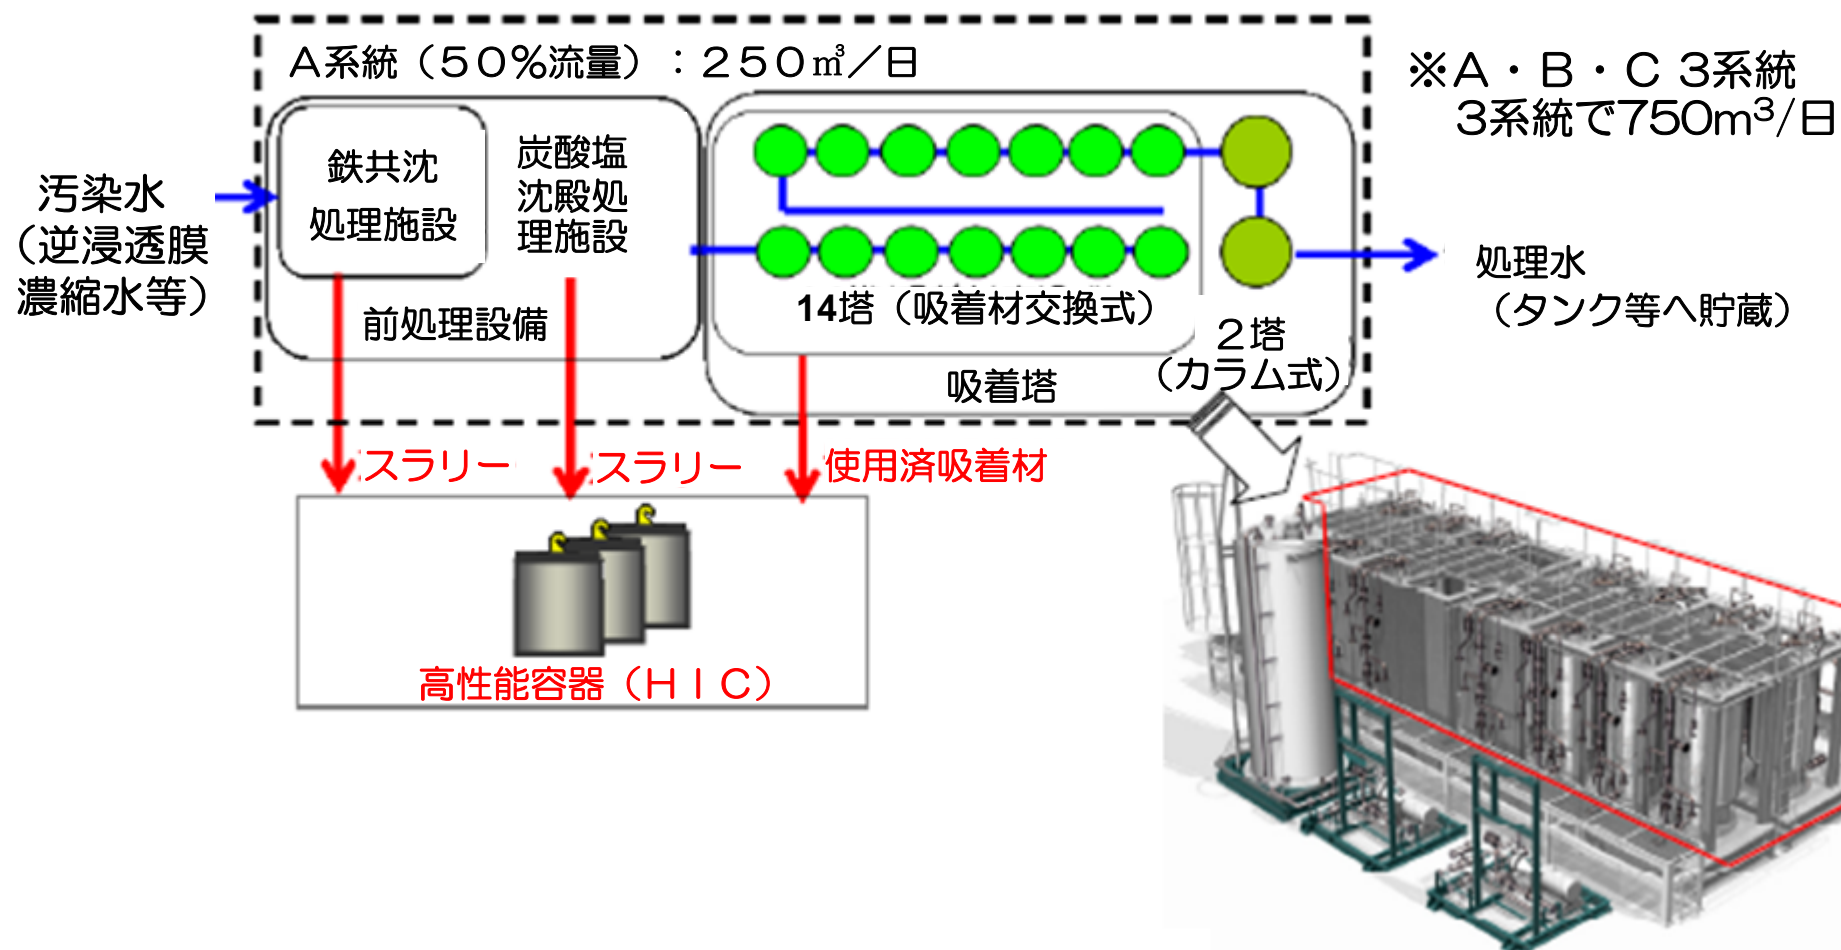 A系統（50％流量）：250㎥／日
※A・B・C 3系統
3系統で750m³/日
汚染水
（逆浸透膜
濃縮水等）
鉄共沈
処理施設
炭酸塩
沈殿処
理施設
前処理設備
14塔（吸着材交換式）
2塔
（カラム式）
吸着塔
処理水
（タンク等へ貯蔵）
スラリー
スラリー
使用済吸着材
高性能容器（HIC）